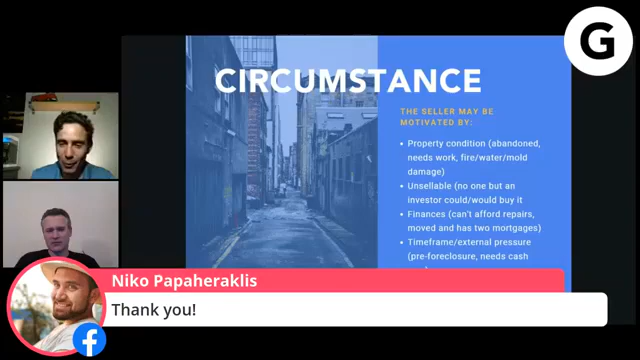 G
CIRCUMSTANCE
THE SELLER MAY BE
MOTIVATED BY:
• Property condition (abandoned,
needs work, fire/water/mold
damage)
• Unsellable (no one but an
investor could/would buy it
• Finances (can't afford repairs,
moved and has two mortgages)
• Timeframe/external pressure
(pre-foreclosure, needs cash
Niko Papaheraklis
Thank you!